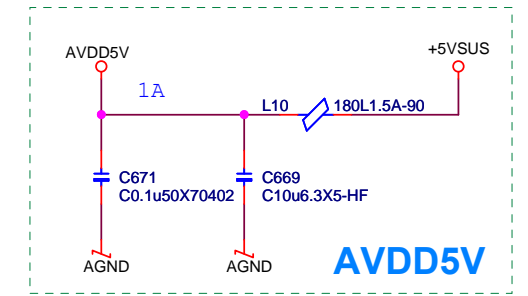 AVDD5V
+5VSUS
1A
L10
180L1.5A-90
C671
C0.1u50X70402
C669
C10u6.3X5-HF
AGND
AGND
AVDD5V